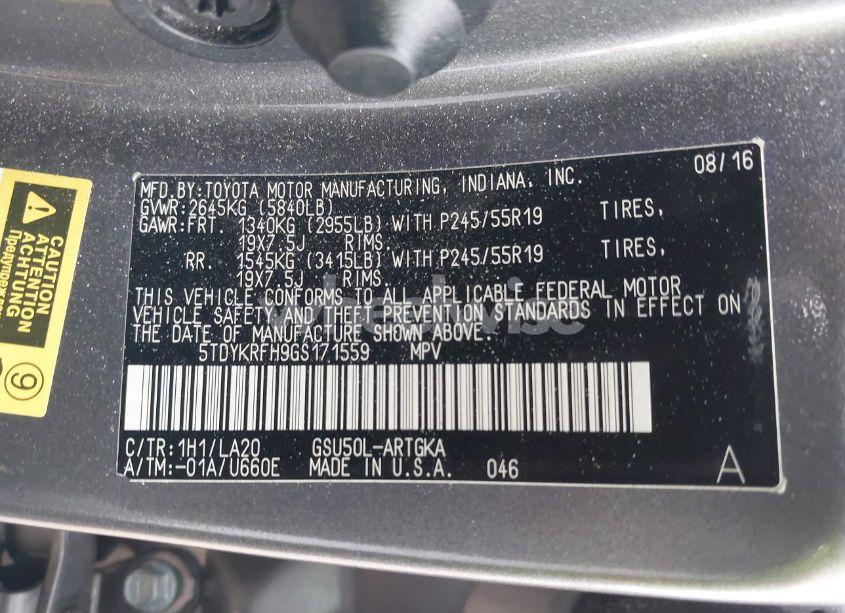 08/16
MFD.BY:TOYOTA MOTOR MANUFACTURING, INDIANA, INC.
GVWR:2645KG (5840LB)
GAWR:FRT. 1340KG (2955LB) WITH P245/55R19 TIRES,
19X7.5J RIMS.
RR. 1545KG (3415LB) WITH P245/55R19 TIRES,
19X7.5J RIMS.
THIS VEHICLE CONFORMS TO ALL APPLICABLE FEDERAL MOTOR
VEHICLE SAFETY AND THEFT PREVENTION STANDARDS IN EFFECT ON
THE DATE OF MANUFACTURE SHOWN ABOVE.
5TDYKRFH9GS171559 MPV
C/TR:1H1/LA20 GSU50L-ARTGKA
A/TM:-01A/U660E MADE IN U.S.A. 046
A
CAUTION
ATTENTION
ACHTUNG
9